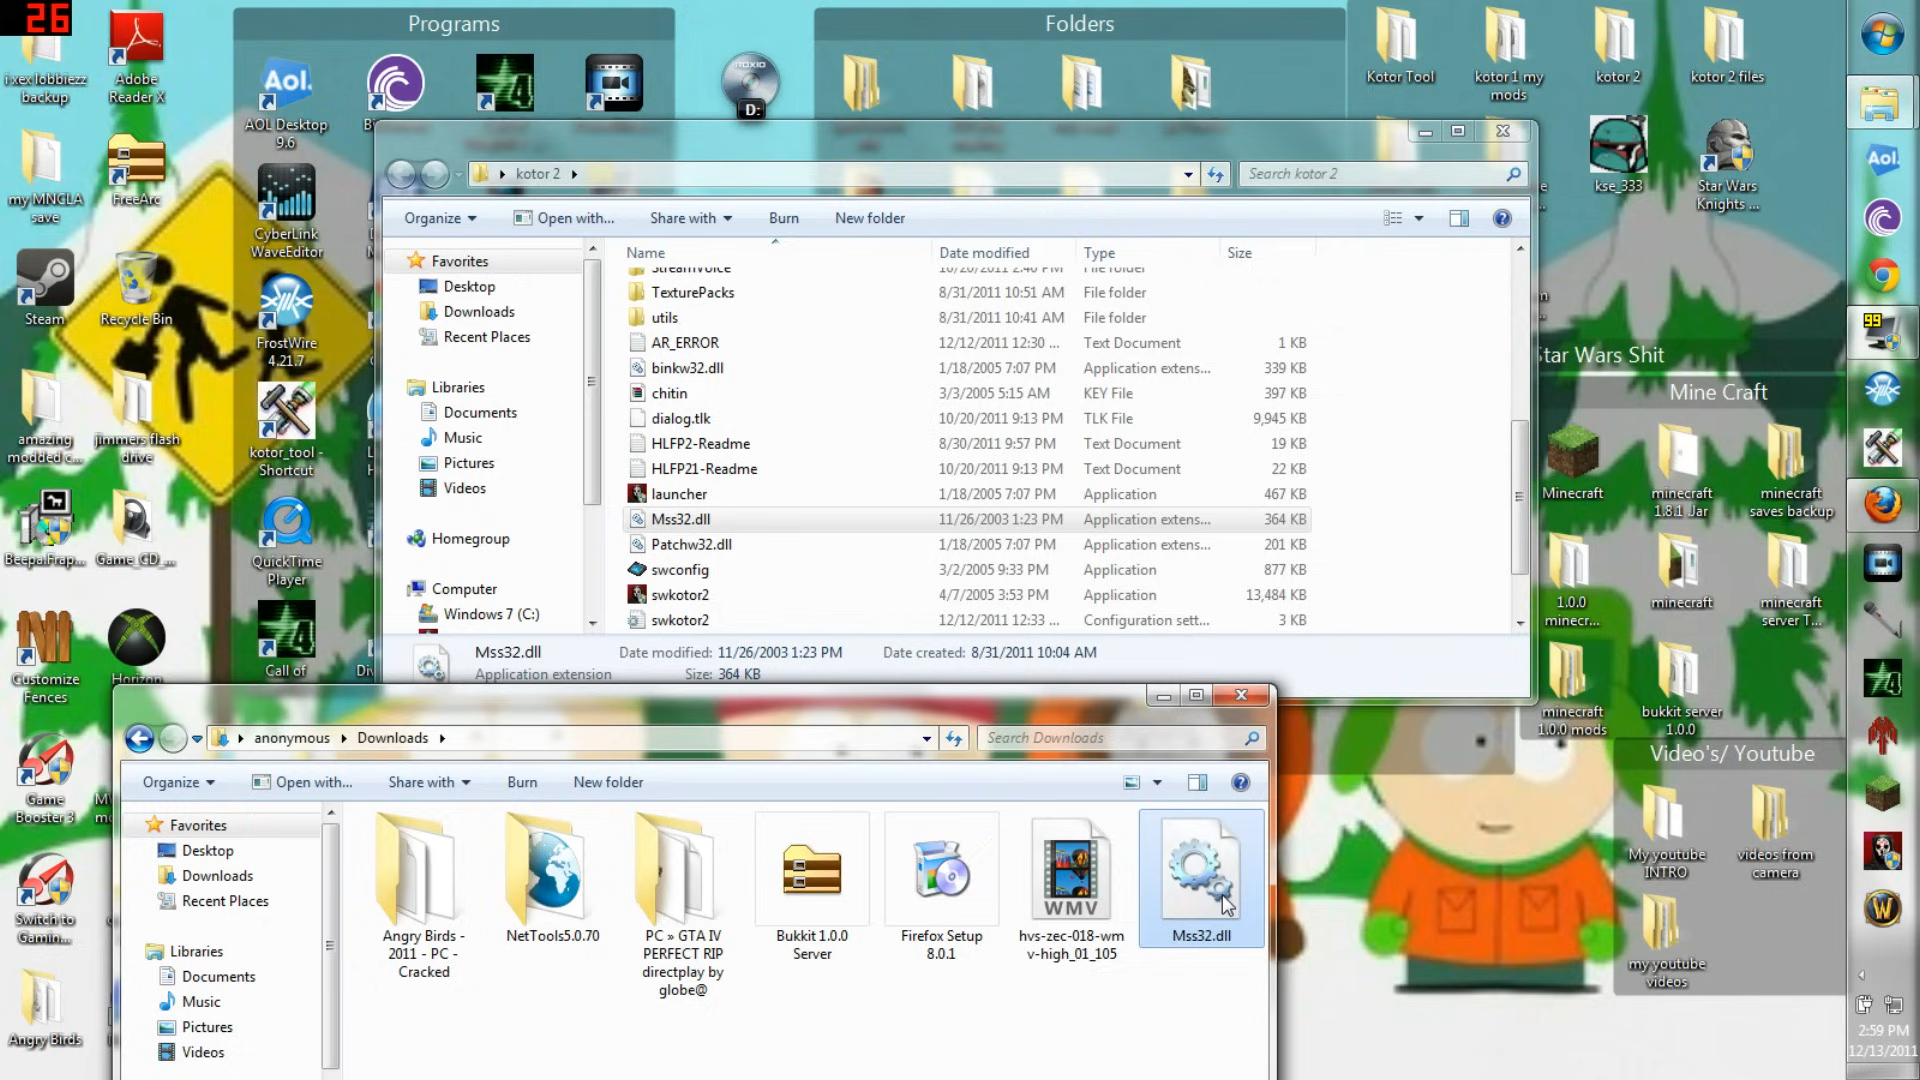 26
Programs
Folders
i xex lobbiezz
backup
Adobe
Reader X
Aol.
AOL Desktop
9.6
ROXIO
D:
Kotor Tool
kotor 1 my
mods
kotor 2
kotor 2 files
my MNCLA
save
FreeArc
CyberLink
WaveEditor
kse_333
Star Wars
Knights ...
Aol.
Steam
Recycle Bin
FrostWire
4.21.7
99
Star Wars Shit
Mine Craft
amazing
modded c...
jimmers flash
drive
kotor_tool -
Shortcut
Minecraft
minecraft
1.8.1 Jar
minecraft
saves backup
Beepa.Frap...
Game_CD_...
QuickTime
Player
1.0.0
minecr...
minecraft
minecraft
server T...
Customize
Fences
Horizon
Call of
minecraft
1.0.0 mods
bukkit server
1.0.0
Game
Booster 3
Video's/ Youtube
My youtube
INTRO
videos from
camera
Switch to
Gamin...
my youtube
videos
Angry Birds
2:59 PM
12/13/2011
kotor 2
Search kotor 2
Organize
Open with...
Share with
Burn
New folder
Name
Date modified
Type
Size
Favorites
Desktop
Downloads
Recent Places
Libraries
Documents
Music
Pictures
Videos
Homegroup
Computer
Windows 7 (C:)
StreamVoice 10/20/2011 2:40 PM File folder
TexturePacks 8/31/2011 10:51 AM File folder
utils 8/31/2011 10:41 AM File folder
AR_ERROR 12/12/2011 12:30 ... Text Document 1 KB
binkw32.dll 1/18/2005 7:07 PM Application extens... 339 KB
chitin 3/3/2005 5:15 AM KEY File 397 KB
dialog.tlk 10/20/2011 9:13 PM TLK File 9,945 KB
HLFP2-Readme 8/30/2011 9:57 PM Text Document 19 KB
HLFP21-Readme 10/20/2011 9:13 PM Text Document 22 KB
launcher 1/18/2005 7:07 PM Application 467 KB
Mss32.dll 11/26/2003 1:23 PM Application extens... 364 KB
Patchw32.dll 1/18/2005 7:07 PM Application extens... 201 KB
swconfig 3/2/2005 9:33 PM Application 877 KB
swkotor2 4/7/2005 3:53 PM Application 13,484 KB
swkotor2 12/12/2011 12:33 ... Configuration sett... 3 KB
Mss32.dll Date modified: 11/26/2003 1:23 PM Date created: 8/31/2011 10:04 AM
Application extension Size: 364 KB
anonymous
Downloads
Search Downloads
Organize
Open with...
Share with
Burn
New folder
Favorites
Desktop
Downloads
Recent Places
Libraries
Documents
Music
Pictures
Videos
Angry Birds -
2011 - PC -
Cracked
NetTools5.0.70
PC » GTA IV
PERFECT RIP
directplay by
globe@
Bukkit 1.0.0
Server
Firefox Setup
8.0.1
WMV
hvs-zec-018-wm
v-high_01_105
Mss32.dll